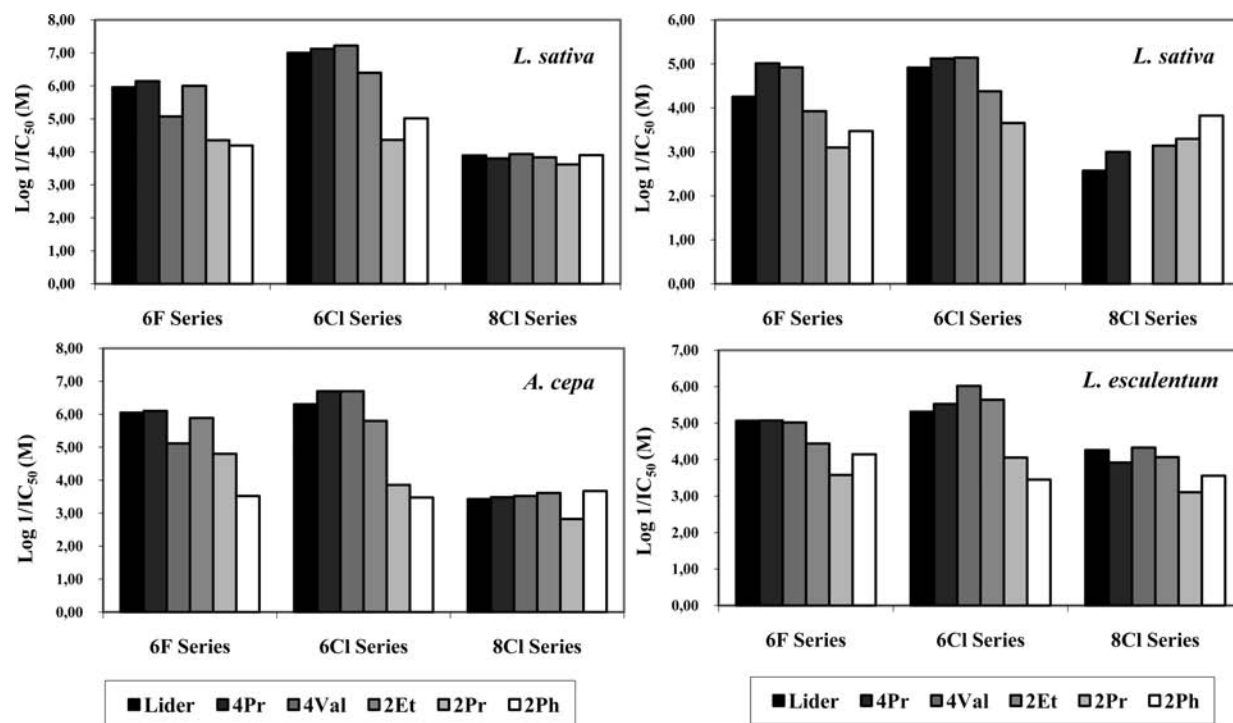 8,00
7,00
6,00
5,00
4,00
3,00
2,00
1,00
0,00
Log 1/IC50 (M)
L. sativa
6F Series
6Cl Series
8Cl Series
6,00
5,00
4,00
3,00
2,00
1,00
0,00
Log 1/IC50 (M)
L. sativa
6F Series
6Cl Series
8Cl Series
8,00
7,00
6,00
5,00
4,00
3,00
2,00
1,00
0,00
Log 1/IC50 (M)
A. cepa
6F Series
6Cl Series
8Cl Series
7,00
6,00
5,00
4,00
3,00
2,00
1,00
0,00
Log 1/IC50 (M)
L. esculentum
6F Series
6Cl Series
8Cl Series
Lider 4Pr 4Val 2Et 2Pr 2Ph
Lider 4Pr 4Val 2Et 2Pr 2Ph